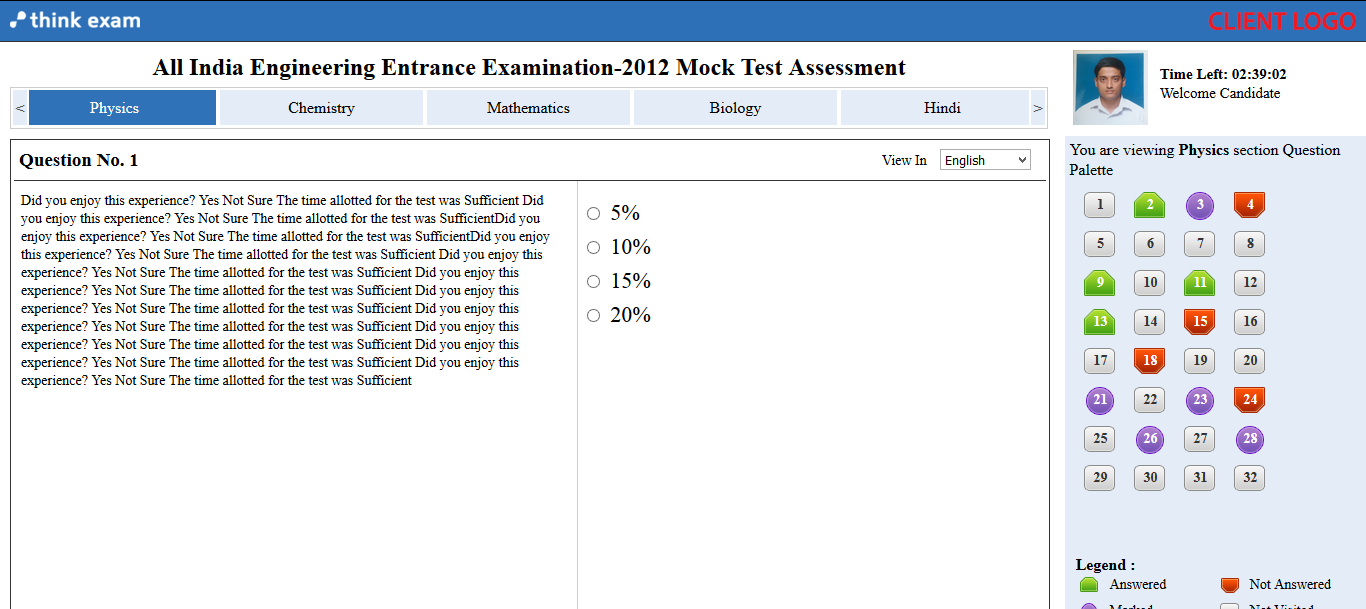 think exam
CLIENT LOGO
All India Engineering Entrance Examination-2012 Mock Test Assessment
Time Left: 02:39:02
Welcome Candidate
< Physics Chemistry Mathematics Biology Hindi >
Question No. 1
View In English
Did you enjoy this experience? Yes Not Sure The time allotted for the test was Sufficient Did
you enjoy this experience? Yes Not Sure The time allotted for the test was SufficientDid you
enjoy this experience? Yes Not Sure The time allotted for the test was SufficientDid you enjoy
this experience? Yes Not Sure The time allotted for the test was Sufficient Did you enjoy this
experience? Yes Not Sure The time allotted for the test was Sufficient Did you enjoy this
experience? Yes Not Sure The time allotted for the test was Sufficient Did you enjoy this
experience? Yes Not Sure The time allotted for the test was Sufficient Did you enjoy this
experience? Yes Not Sure The time allotted for the test was Sufficient Did you enjoy this
experience? Yes Not Sure The time allotted for the test was Sufficient Did you enjoy this
experience? Yes Not Sure The time allotted for the test was Sufficient Did you enjoy this
experience? Yes Not Sure The time allotted for the test was Sufficient
5%
10%
15%
20%
You are viewing Physics section Question
Palette
1 2 3 4
5 6 7 8
9 10 11 12
13 14 15 16
17 18 19 20
21 22 23 24
25 26 27 28
29 30 31 32
Legend :
Answered Not Answered
Marked Not Visited